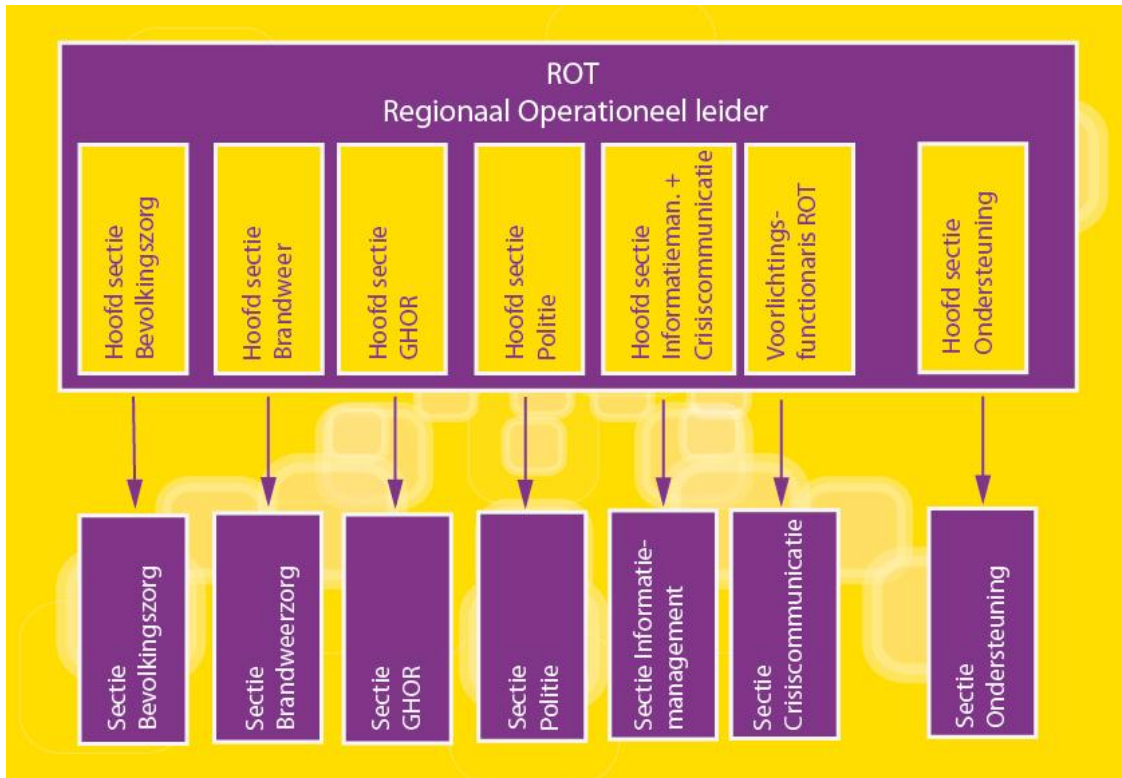 ROT
Regionaal Operationeel leider
Hoofd sectie
Bevolkingszorg
Hoofd sectie
Brandweer
Hoofd sectie
GHOR
Hoofd sectie
Politie
Hoofd sectie
Informatieman. +
Crisiscommunicatie
Voorlichtings-
functionaris ROT
Hoofd sectie
Ondersteuning
Sectie
Bevolkingszorg
Sectie
Brandweerzorg
Sectie
GHOR
Sectie
Politie
Sectie Informatie-
management
Sectie
Crisiscommunicatie
Sectie
Ondersteuning